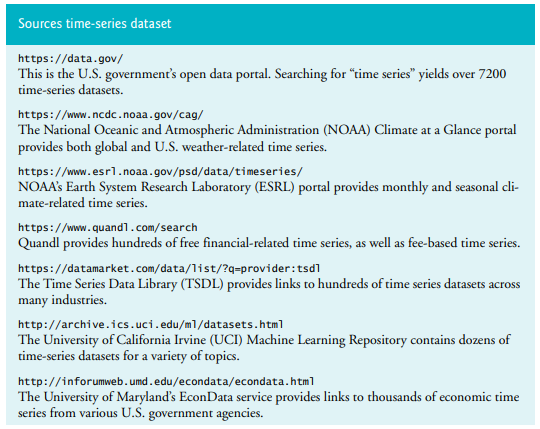 Sources time-series dataset
https://data.gov/
This is the U.S. government’s open data portal. Searching for “time series” yields over 7200
time-series datasets.
https://www.ncdc.noaa.gov/cag/
The National Oceanic and Atmospheric Administration (NOAA) Climate at a Glance portal
provides both global and U.S. weather-related time series.
https://www.esrl.noaa.gov/psd/data/timeseries/
NOAA’s Earth System Research Laboratory (ESRL) portal provides monthly and seasonal cli-
mate-related time series.
https://www.quandl.com/search
Quandl provides hundreds of free financial-related time series, as well as fee-based time series.
https://datamarket.com/data/list/?q=provider:tsdl
The Time Series Data Library (TSDL) provides links to hundreds of time series datasets across
many industries.
http://archive.ics.uci.edu/ml/datasets.html
The University of California Irvine (UCI) Machine Learning Repository contains dozens of
time-series datasets for a variety of topics.
http://inforumweb.umd.edu/econdata/econdata.html
The University of Maryland’s EconData service provides links to thousands of economic time
series from various U.S. government agencies.